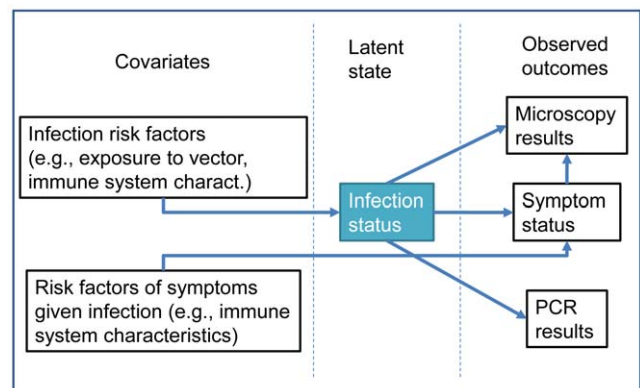 Covariates
Latent
state
Observed
outcomes
Infection risk factors
(e.g., exposure to vector,
immune system charact.)
Microscopy
results
Infection
status
Symptom
status
Risk factors of symptoms
given infection (e.g., immune
system characteristics)
PCR
results